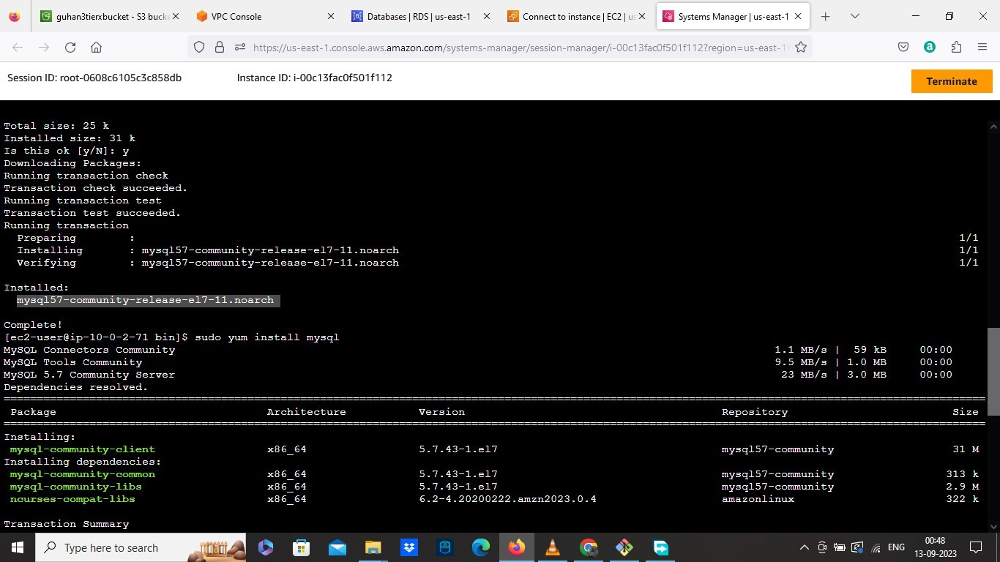 guhan3tierxbucket - S3 bucke
VPC Console
Databases | RDS | us-east-1
Connect to instance | EC2 | us
Systems Manager | us-east-1
https://us-east-1.console.aws.amazon.com/systems-manager/session-manager/i-00c13fac0f501f112?region=us-east-1
Session ID: root-0608c6105c3c858db
Instance ID: i-00c13fac0f501f112
Terminate
Total size: 25 k
Installed size: 31 k
Is this ok [y/N]: y
Downloading Packages:
Running transaction check
Transaction check succeeded.
Running transaction test
Transaction test succeeded.
Running transaction
Preparing : 1/1
Installing : mysql57-community-release-el7-11.noarch 1/1
Verifying : mysql57-community-release-el7-11.noarch 1/1
Installed:
mysql57-community-release-el7-11.noarch
Complete!
[ec2-user@ip-10-0-2-71 bin]$ sudo yum install mysql
MySQL Connectors Community 1.1 MB/s | 59 kB 00:00
MySQL Tools Community 9.5 MB/s | 1.0 MB 00:00
MySQL 5.7 Community Server 23 MB/s | 3.0 MB 00:00
Dependencies resolved.
Package Architecture Version Repository Size
Installing:
mysql-community-client x86_64 5.7.43-1.el7 mysql57-community 31 M
Installing dependencies:
mysql-community-common x86_64 5.7.43-1.el7 mysql57-community 313 k
mysql-community-libs x86_64 5.7.43-1.el7 mysql57-community 2.9 M
ncurses-compat-libs x86_64 6.2-4.20200222.amzn2023.0.4 amazonlinux 322 k
Transaction Summary
Type here to search
ENG
00:48
13-09-2023